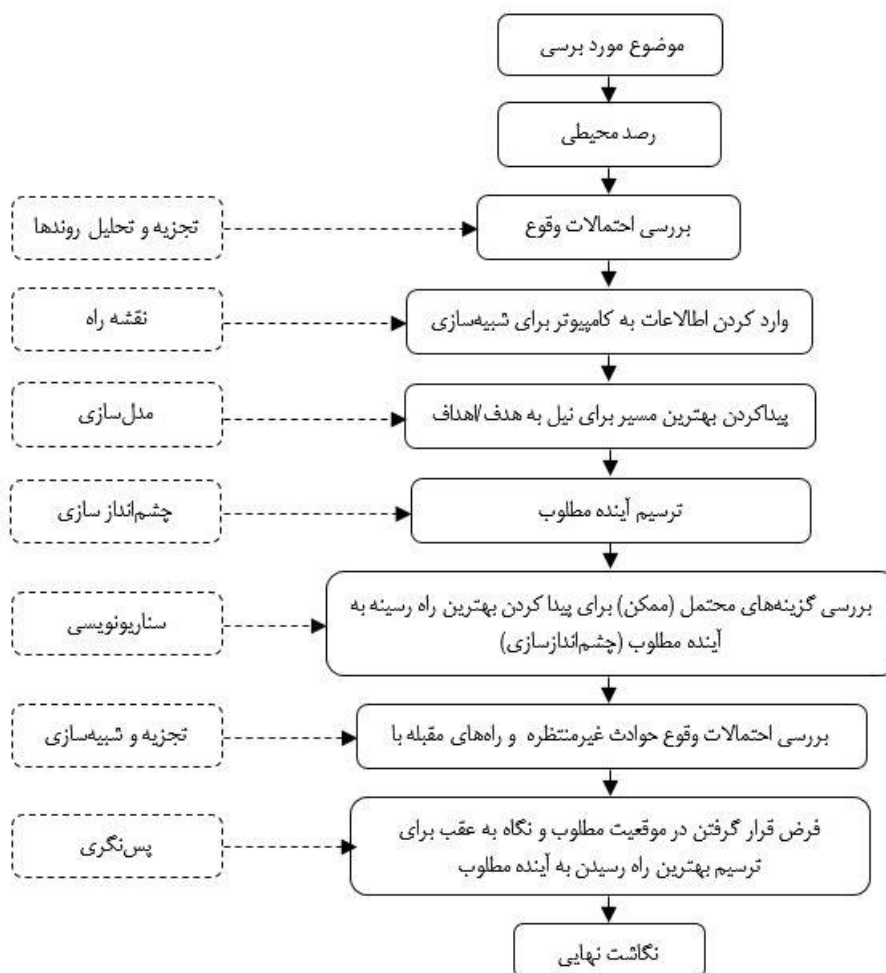 موضوع مورد برسی
رصد محیطی
تجزیه و تحلیل روندها
بررسی احتمالات وقوع
نقشه راه
وارد کردن اطالاعات به کامپیوتر برای شبیه‌سازی
مدل‌سازی
پیداکردن بهترین مسیر برای نیل به هدف/اهداف
چشم‌انداز سازی
ترسیم آینده مطلوب
سناریونویسی
بررسی گزینه‌های محتمل (ممکن) برای پیدا کردن بهترین راه رسینه به
آینده مطلوب (چشم‌اندازسازی)
تجزیه و شبیه‌سازی
بررسی احتمالات وقوع حوادث غیرمنتظره و راه‌های مقبله با
پس‌نگری
فرض قرار گرفتن در موقعیت مطلوب و نگاه به عقب برای
ترسیم بهترین راه رسیدن به آینده مطلوب
نگاشت نهایی